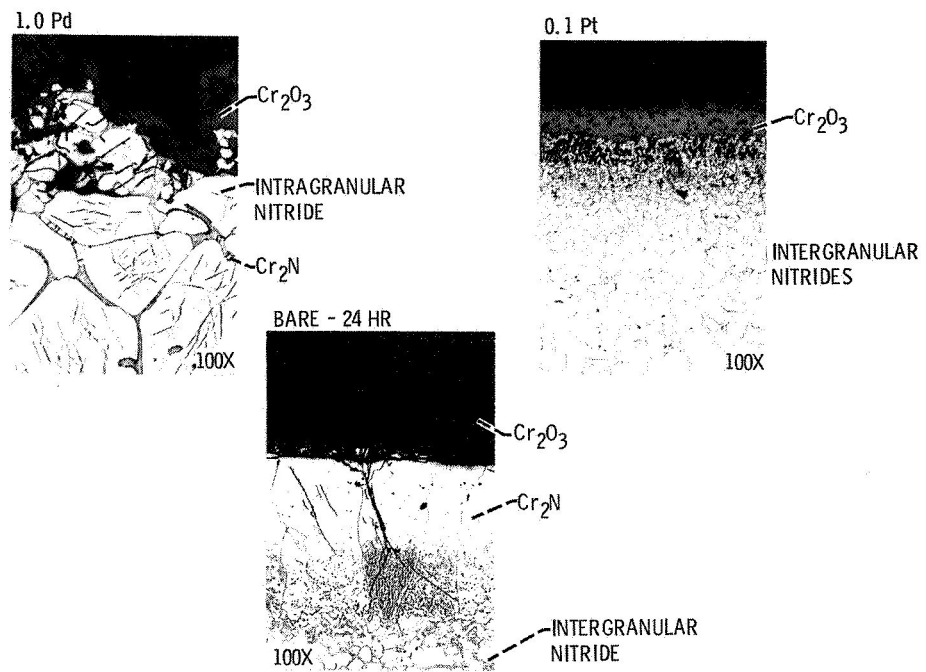 1.0 Pd
Cr₂O₃
INTRAGRANULAR
NITRIDE
Cr₂N
100X
0.1 Pt
Cr₂O₃
INTERGRANULAR
NITRIDES
100X
BARE - 24 HR
Cr₂O₃
Cr₂N
INTERGRANULAR
NITRIDE
100X